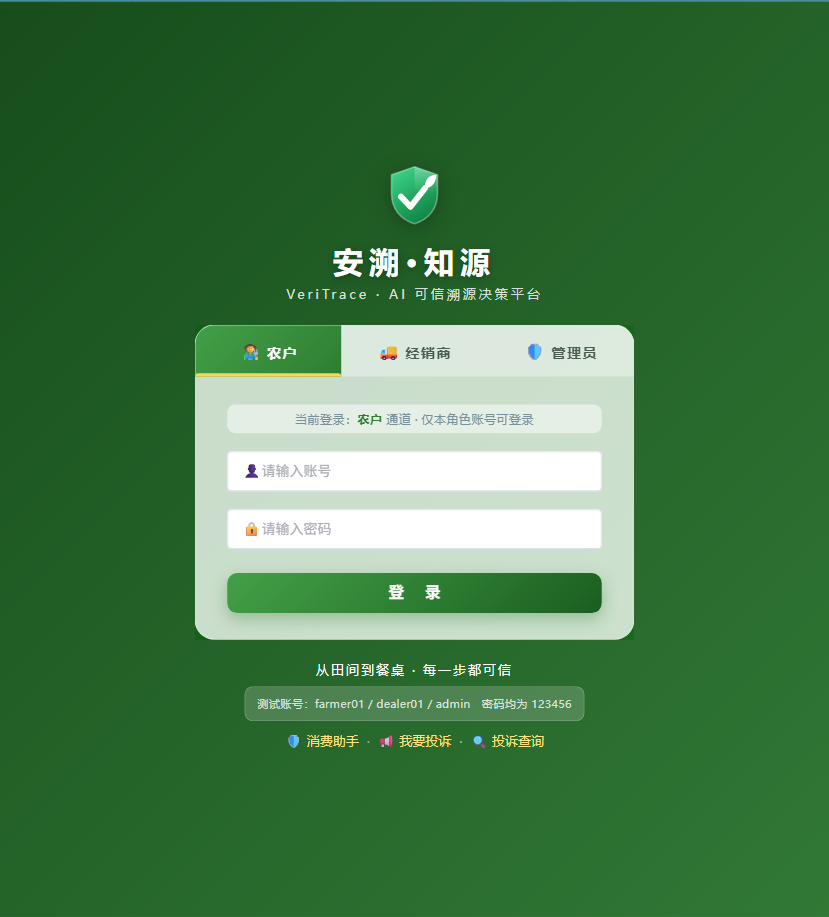 安溯·知源
VeriTrace · AI 可信溯源决策平台
农户 经销商 管理员
当前登录：农户 通道 · 仅本角色账号可登录
请输入账号
请输入密码
登 录
从田间到餐桌 · 每一步都可信
测试账号：farmer01 / dealer01 / admin 密码均为 123456
消费助手 · 我要投诉 · 投诉查询